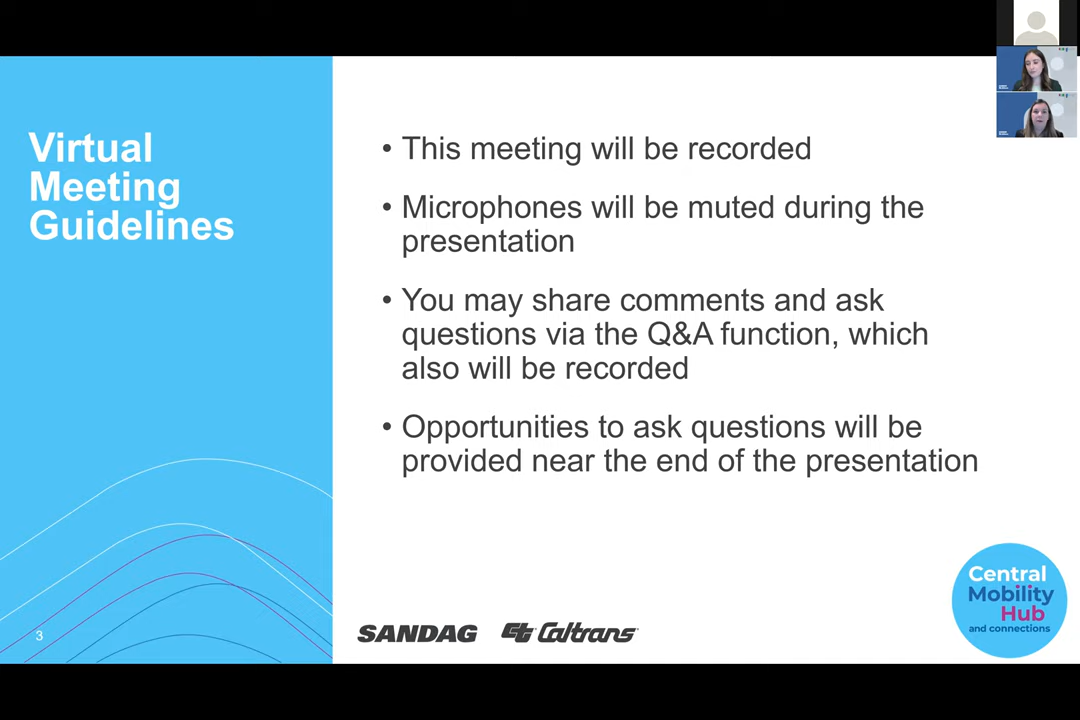 Virtual
Meeting
Guidelines
• This meeting will be recorded
• Microphones will be muted during the
presentation
• You may share comments and ask
questions via the Q&A function, which
also will be recorded
• Opportunities to ask questions will be
provided near the end of the presentation
3
SANDAG
Caltrans
Central
Mobility
Hub
and connections